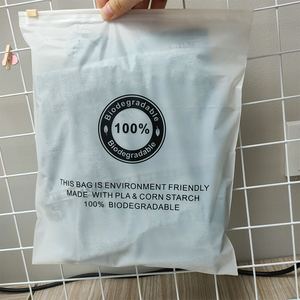 Biodegradable
100%
Biodegradable
THIS BAG IS ENVIRONMENT FRIENDLY
MADE WITH PLA & CORN STARCH
100% BIODEGRADABLE